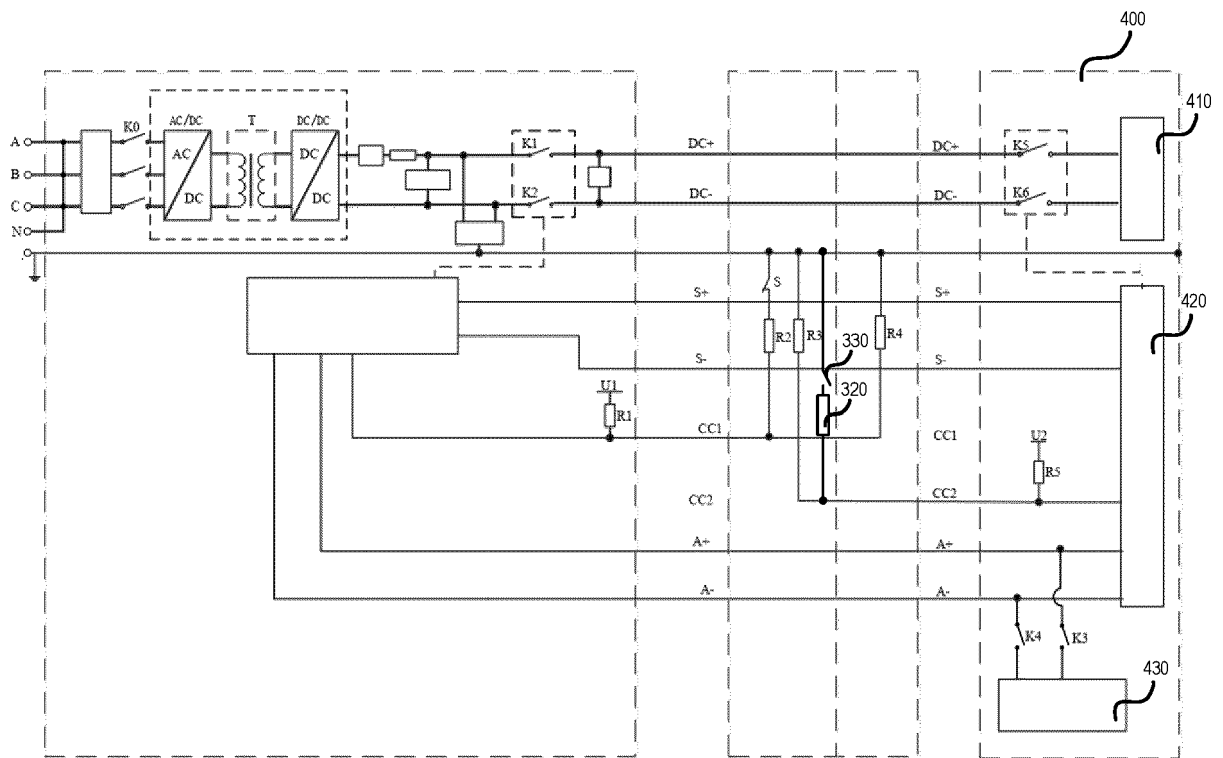 400
410
A
B
C
N
K0
AC/DC
T
DC/DC
AC
DC
DC
DC
K1
K2
DC+
DC-
DC+
DC-
K5
K6
S
S+
S+
R2
R3
R4
420
S-
S-
330
320
U1
R1
CC1
CC1
U2
R5
CC2
CC2
A+
A+
A-
A-
K4
K3
430